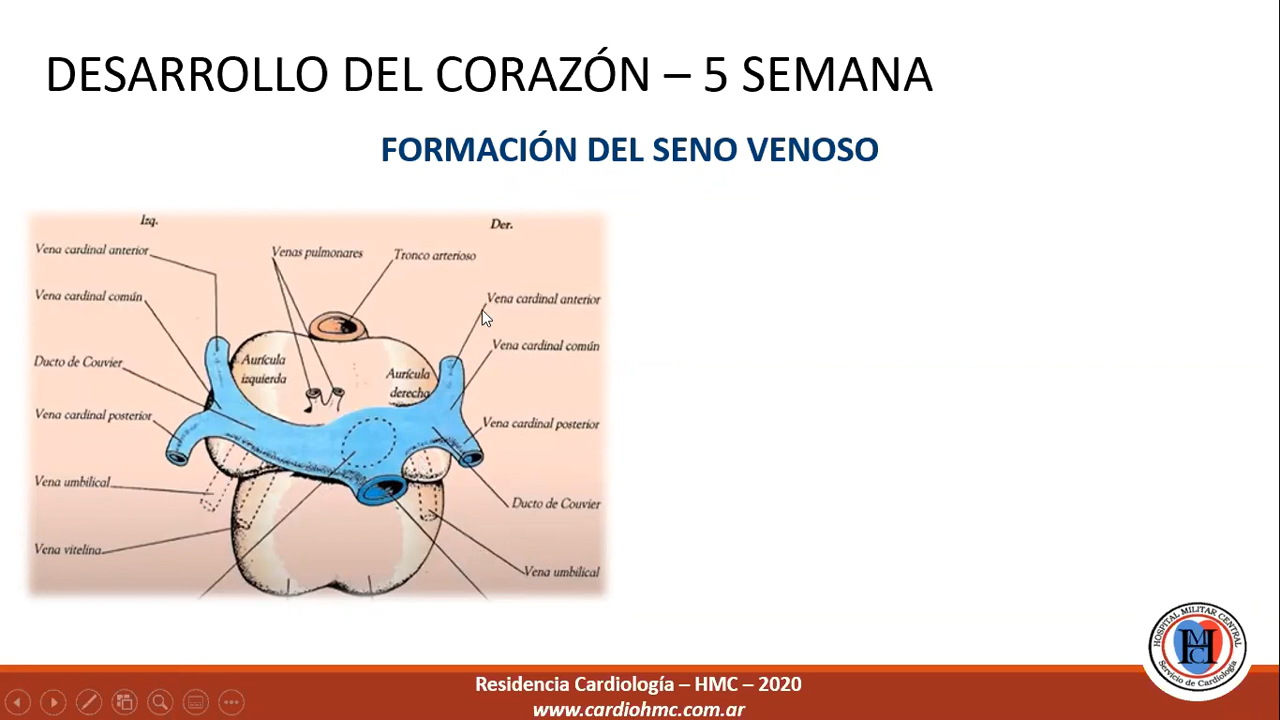 DESARROLLO DEL CORAZÓN – 5 SEMANA
FORMACIÓN DEL SENO VENOSO
Izq.
Der.
Vena cardinal anterior
Venas pulmonares
Tronco arterioso
Vena cardinal común
Vena cardinal anterior
Ducto de Couvier
Aurícula
izquierda
Aurícula
derecha
Vena cardinal común
Vena cardinal posterior
Vena cardinal posterior
Vena umbilical
Ducto de Couvier
Vena vitelina
Vena umbilical
HOSPITAL MILITAR CENTRAL
HMC
Servicio de Cardiología
Residencia Cardiología – HMC – 2020
www.cardiohmc.com.ar